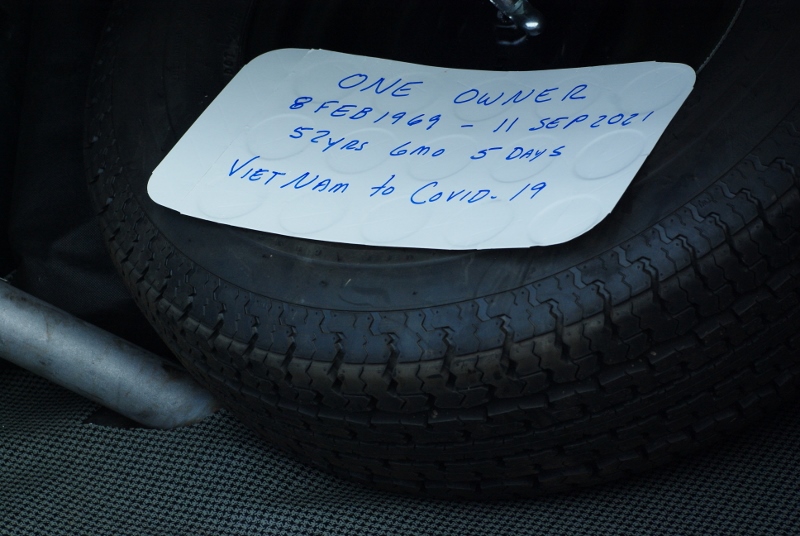 ONE OWNER
8 FEB 1969 - 11 SEP 2021
52YRS 6MO 5 DAYS
VIET NAM to COVID-19